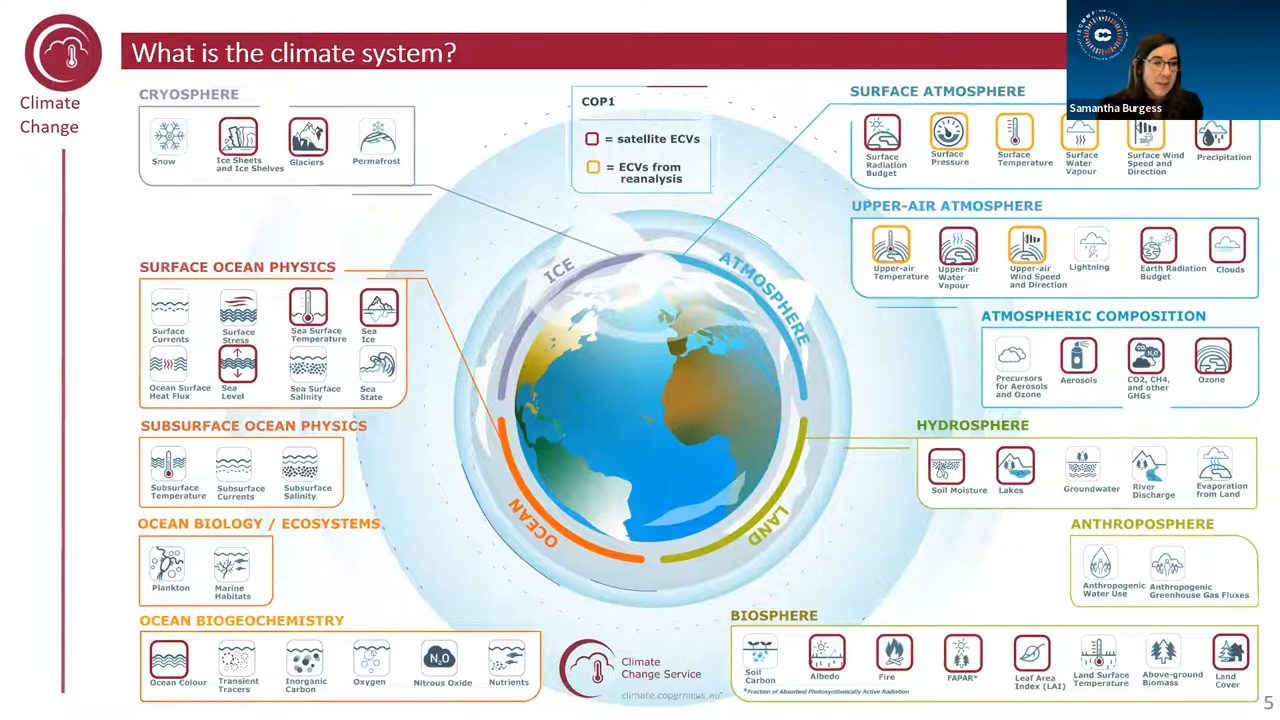 What is the climate system?
Climate
Change
Samantha Burgess
CRYOSPHERE
Snow
Ice Sheets
and Ice Shelves
Glaciers
Permafrost
COP1
= satellite ECVs
= ECVs from
reanalysis
SURFACE ATMOSPHERE
Surface
Radiation
Budget
Surface
Pressure
Surface
Temperature
Surface
Water
Vapour
Surface Wind
Speed and
Direction
Precipitation
UPPER-AIR ATMOSPHERE
Upper-air
Temperature
Upper-air
Water
Vapour
Upper-air
Wind Speed
and Direction
Lightning
Earth Radiation
Budget
Clouds
SURFACE OCEAN PHYSICS
Surface
Currents
Surface
Stress
Sea Surface
Temperature
Sea
Ice
Ocean Surface
Heat Flux
Sea
Level
Sea Surface
Salinity
Sea
State
ICE
ATMOSPHERE
OCEAN
LAND
ATMOSPHERIC COMPOSITION
Precursors
for Aerosols
and Ozone
Aerosols
N₂O
CO2, CH4,
and other
GHGs
Ozone
SUBSURFACE OCEAN PHYSICS
Subsurface
Temperature
Subsurface
Currents
Subsurface
Salinity
HYDROSPHERE
Soil Moisture
Lakes
Groundwater
River
Discharge
Evaporation
from Land
OCEAN BIOLOGY / ECOSYSTEMS
Plankton
Marine
Habitats
ANTHROPOSPHERE
Anthropogenic
Water Use
Anthropogenic
Greenhouse Gas Fluxes
OCEAN BIOGEOCHEMISTRY
Ocean Colour
Transient
Tracers
Inorganic
Carbon
Oxygen
N₂O
Nitrous Oxide
Nutrients
Climate
Change Service
climate.copernicus.eu
BIOSPHERE
Soil
Carbon
Albedo
Fire
FAPAR*
Leaf Area
Index (LAI)
Land Surface
Temperature
Above-ground
Biomass
Land
Cover
*Fraction of Absorbed Photosynthetically Active Radiation
5